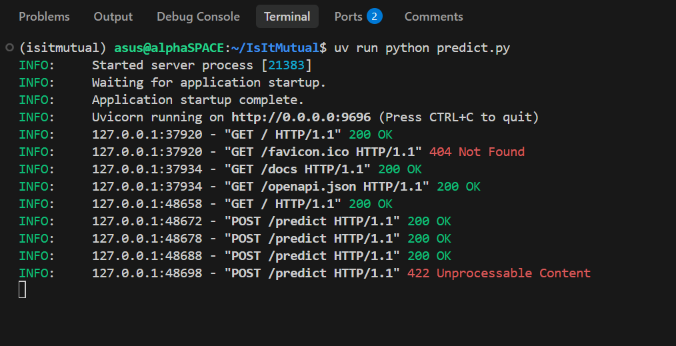 Problems Output Debug Console Terminal Ports 2 Comments
(isitmutual) asus@alphaSPACE:~/IsItMutual$ uv run python predict.py
INFO: Started server process [21383]
INFO: Waiting for application startup.
INFO: Application startup complete.
INFO: Uvicorn running on http://0.0.0.0:9696 (Press CTRL+C to quit)
INFO: 127.0.0.1:37920 - "GET / HTTP/1.1" 200 OK
INFO: 127.0.0.1:37920 - "GET /favicon.ico HTTP/1.1" 404 Not Found
INFO: 127.0.0.1:37934 - "GET /docs HTTP/1.1" 200 OK
INFO: 127.0.0.1:37934 - "GET /openapi.json HTTP/1.1" 200 OK
INFO: 127.0.0.1:48658 - "GET / HTTP/1.1" 200 OK
INFO: 127.0.0.1:48672 - "POST /predict HTTP/1.1" 200 OK
INFO: 127.0.0.1:48678 - "POST /predict HTTP/1.1" 200 OK
INFO: 127.0.0.1:48688 - "POST /predict HTTP/1.1" 200 OK
INFO: 127.0.0.1:48698 - "POST /predict HTTP/1.1" 422 Unprocessable Content